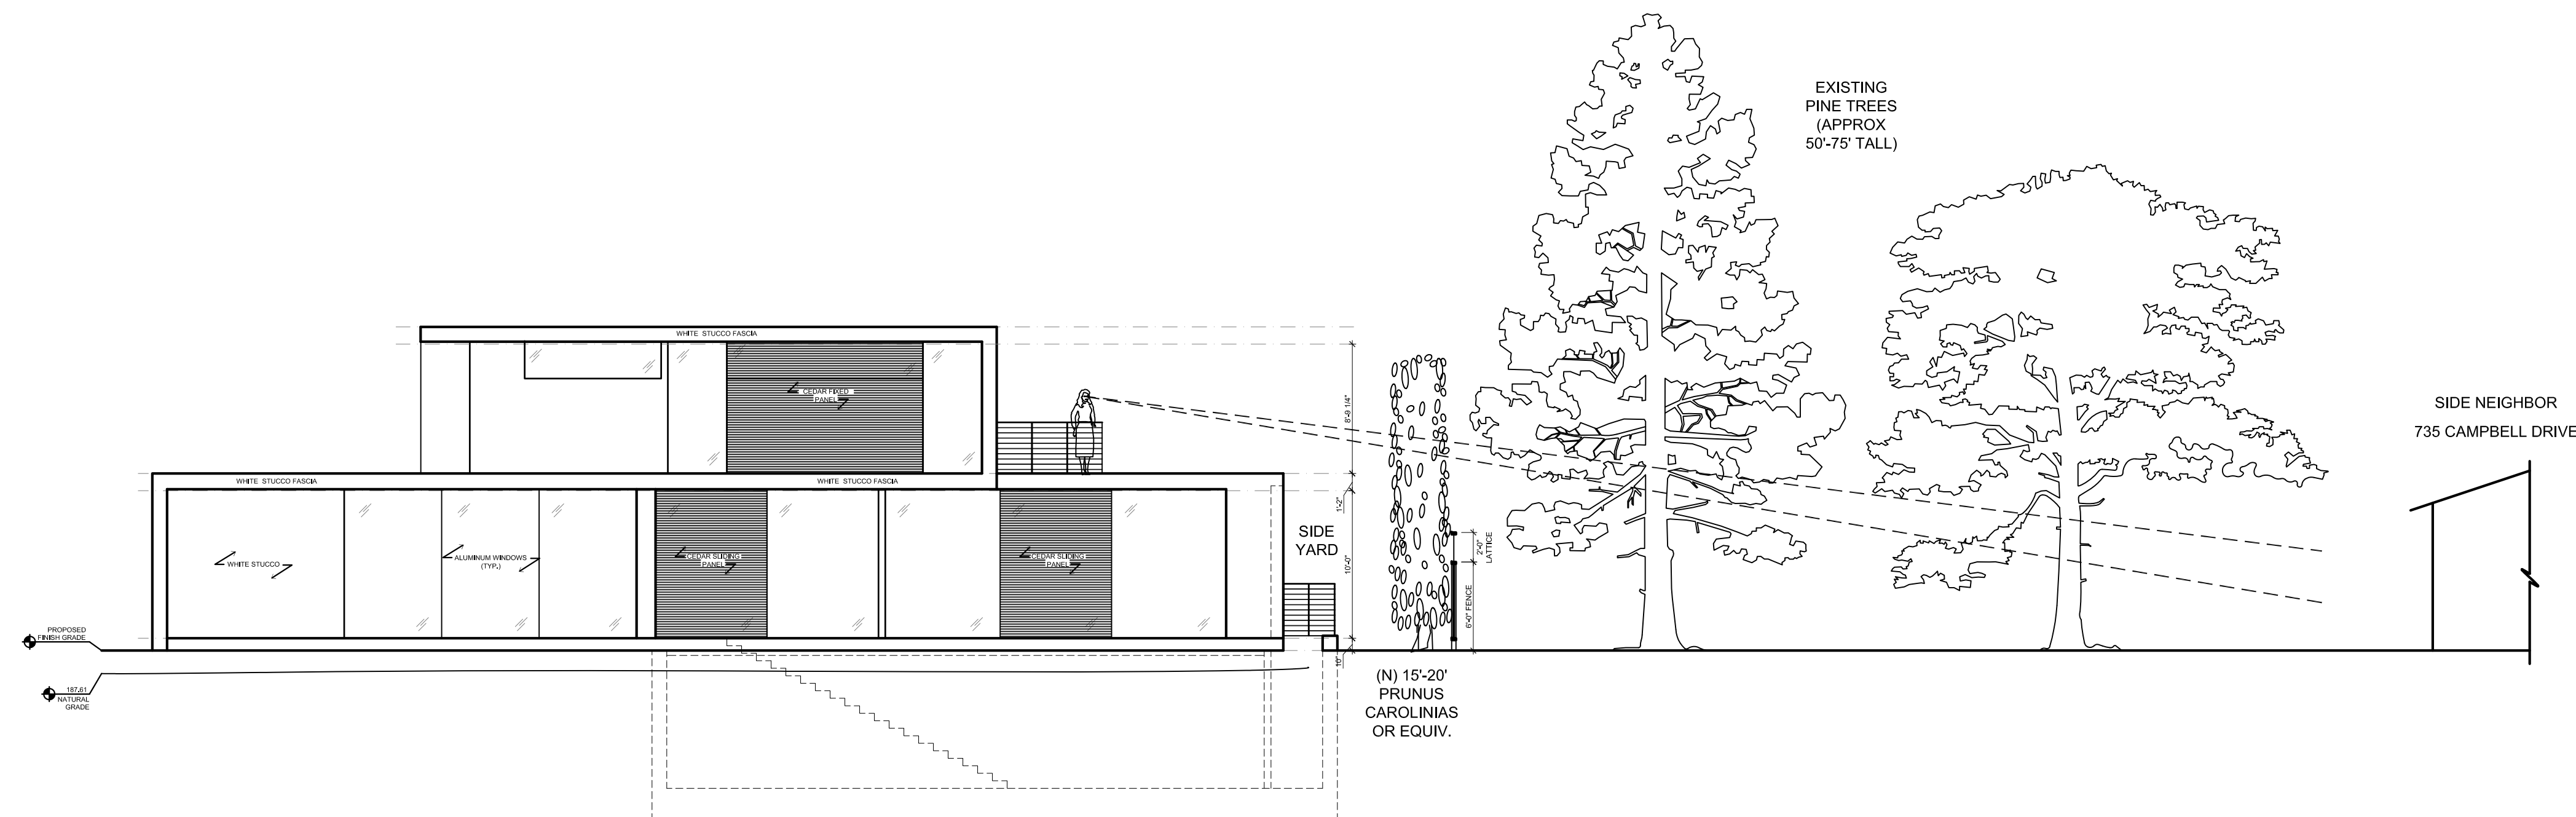 EXISTING
PINE TREES
(APPROX
50'-75' TALL)
SIDE NEIGHBOR
735 CAMPBELL DRIVE
WHITE STUCCO FASCIA
CEDAR FIXED
PANEL
8'-9 1/4"
WHITE STUCCO FASCIA
WHITE STUCCO FASCIA
1'-2"
SIDE
YARD
10'-0"
2'-0"
LATTICE
6'-0" FENCE
WHITE STUCCO
ALUMINUM WINDOWS
(TYP.)
CEDAR SLIDING
PANEL
CEDAR SLIDING
PANEL
10"
PROPOSED
FINISH GRADE
187.61
NATURAL
GRADE
(N) 15'-20'
PRUNUS
CAROLINIAS
OR EQUIV.